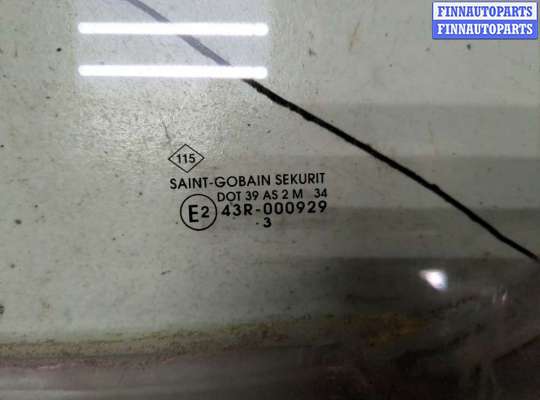 FINNAUTOPARTS
FINNAUTOPARTS
115
SAINT-GOBAIN SEKURIT
DOT 39 AS 2 M 34
E2 43R-000929
.3